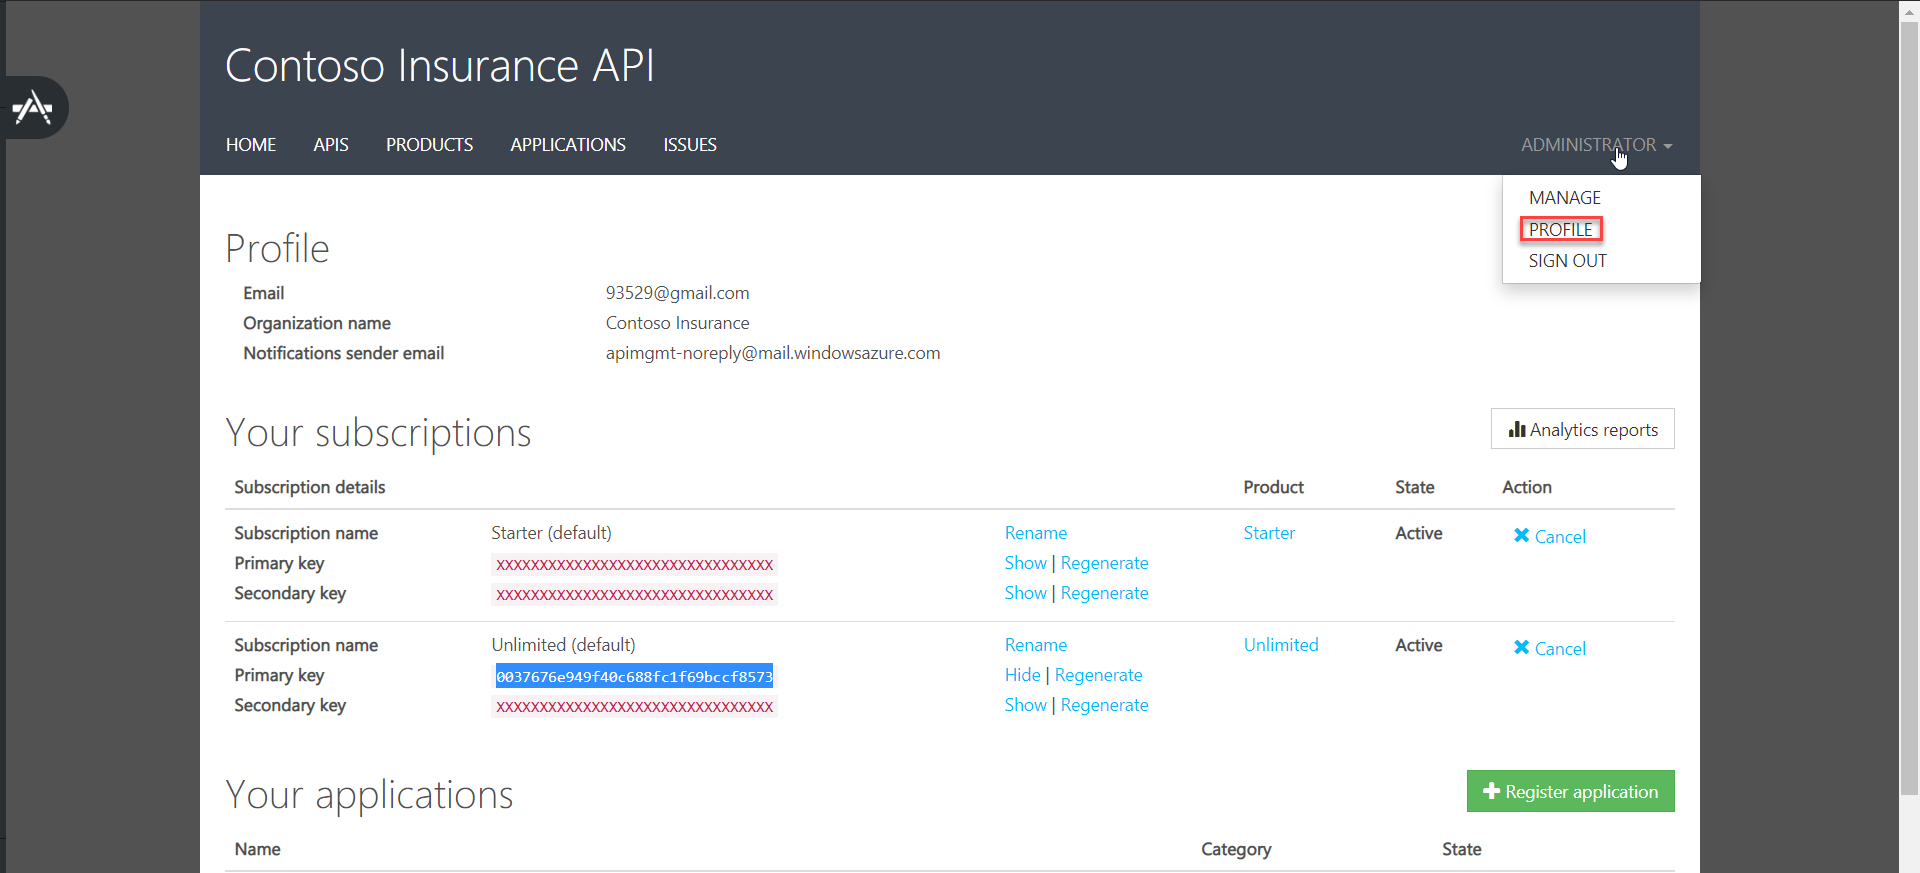 Contoso Insurance API
HOME APIS PRODUCTS APPLICATIONS ISSUES ADMINISTRATOR
MANAGE
PROFILE
SIGN OUT
Profile
Email 93529@gmail.com
Organization name Contoso Insurance
Notifications sender email apimgmt-noreply@mail.windowsazure.com
Your subscriptions Analytics reports
Subscription details Product State Action
Subscription name Starter (default) Rename Starter Active Cancel
Primary key XXXXXXXXXXXXXXXXXXXXXXXXXXXXXXXX Show | Regenerate
Secondary key XXXXXXXXXXXXXXXXXXXXXXXXXXXXXXXX Show | Regenerate
Subscription name Unlimited (default) Rename Unlimited Active Cancel
Primary key 0037676e949f40c688fc1f69bccf8573 Hide | Regenerate
Secondary key XXXXXXXXXXXXXXXXXXXXXXXXXXXXXXXX Show | Regenerate
Your applications Register application
Name Category State